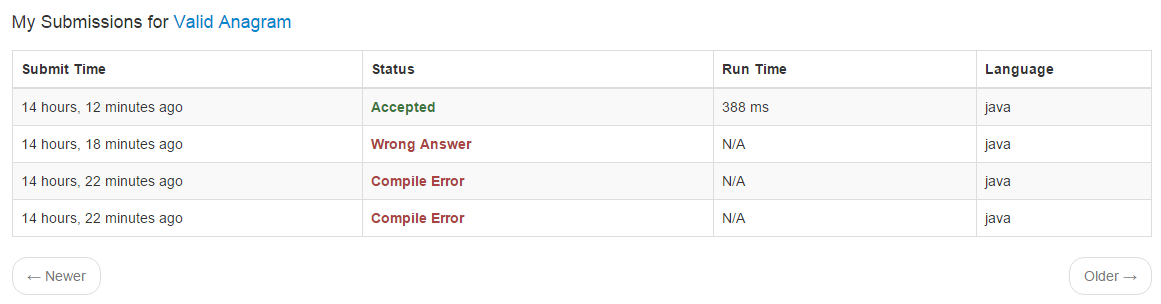 My Submissions for Valid Anagram
Submit Time Status Run Time Language
14 hours, 12 minutes ago Accepted 388 ms java
14 hours, 18 minutes ago Wrong Answer N/A java
14 hours, 22 minutes ago Compile Error N/A java
14 hours, 22 minutes ago Compile Error N/A java
← Newer Older →